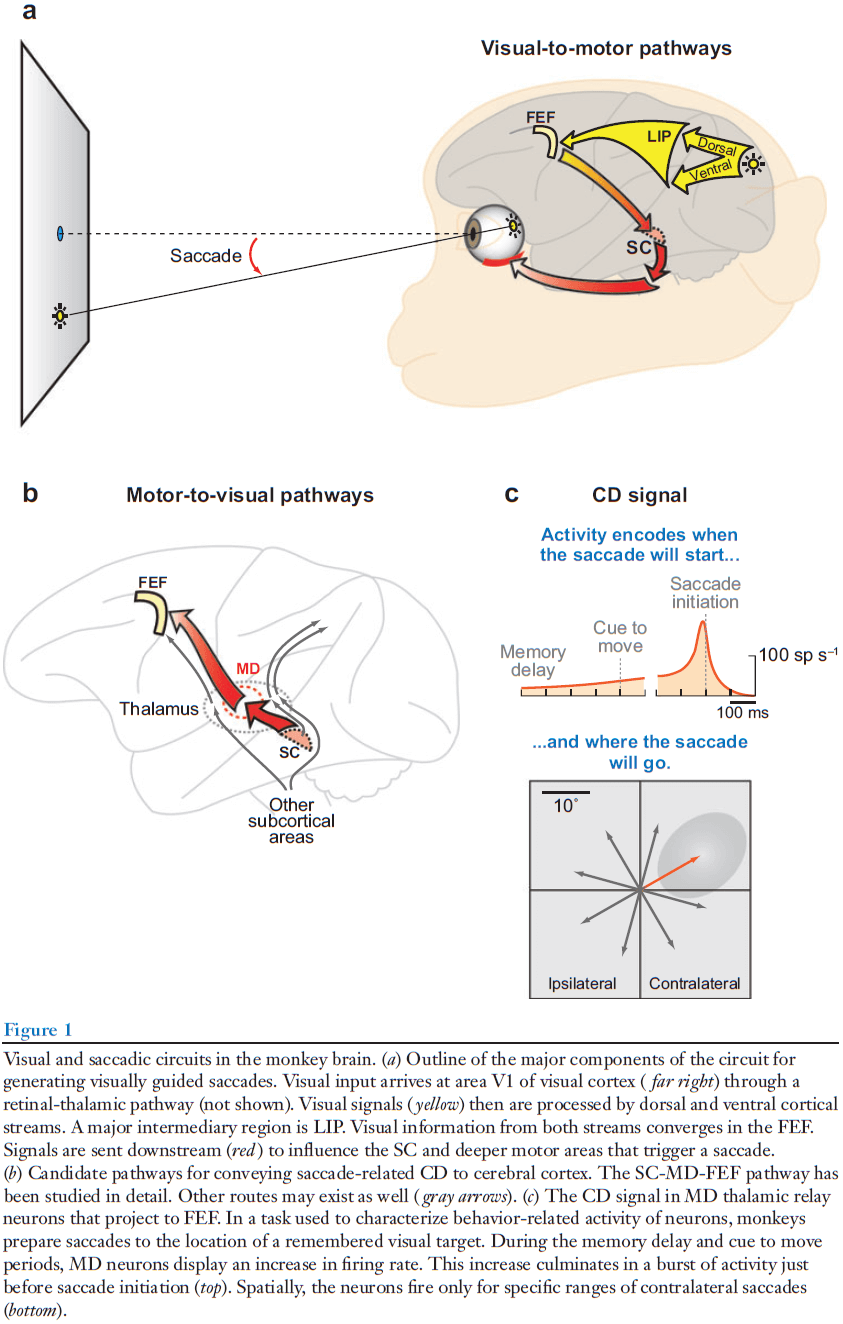 a
Visual-to-motor pathways
FEF
LIP
Dorsal
Ventral
SC
Saccade
b
Motor-to-visual pathways
FEF
MD
Thalamus
SC
Other
subcortical
areas
c
CD signal
Activity encodes when
the saccade will start...
Saccade
initiation
Cue to
move
Memory
delay
100 sp s⁻¹
100 ms
...and where the saccade
will go.
10°
Ipsilateral
Contralateral
Figure 1
Visual and saccadic circuits in the monkey brain. (a) Outline of the major components of the circuit for
generating visually guided saccades. Visual input arrives at area V1 of visual cortex (far right) through a
retinal-thalamic pathway (not shown). Visual signals (yellow) then are processed by dorsal and ventral cortical
streams. A major intermediary region is LIP. Visual information from both streams converges in the FEF.
Signals are sent downstream (red) to influence the SC and deeper motor areas that trigger a saccade.
(b) Candidate pathways for conveying saccade-related CD to cerebral cortex. The SC-MD-FEF pathway has
been studied in detail. Other routes may exist as well (gray arrows). (c) The CD signal in MD thalamic relay
neurons that project to FEF. In a task used to characterize behavior-related activity of neurons, monkeys
prepare saccades to the location of a remembered visual target. During the memory delay and cue to move
periods, MD neurons display an increase in firing rate. This increase culminates in a burst of activity just
before saccade initiation (top). Spatially, the neurons fire only for specific ranges of contralateral saccades
(bottom).